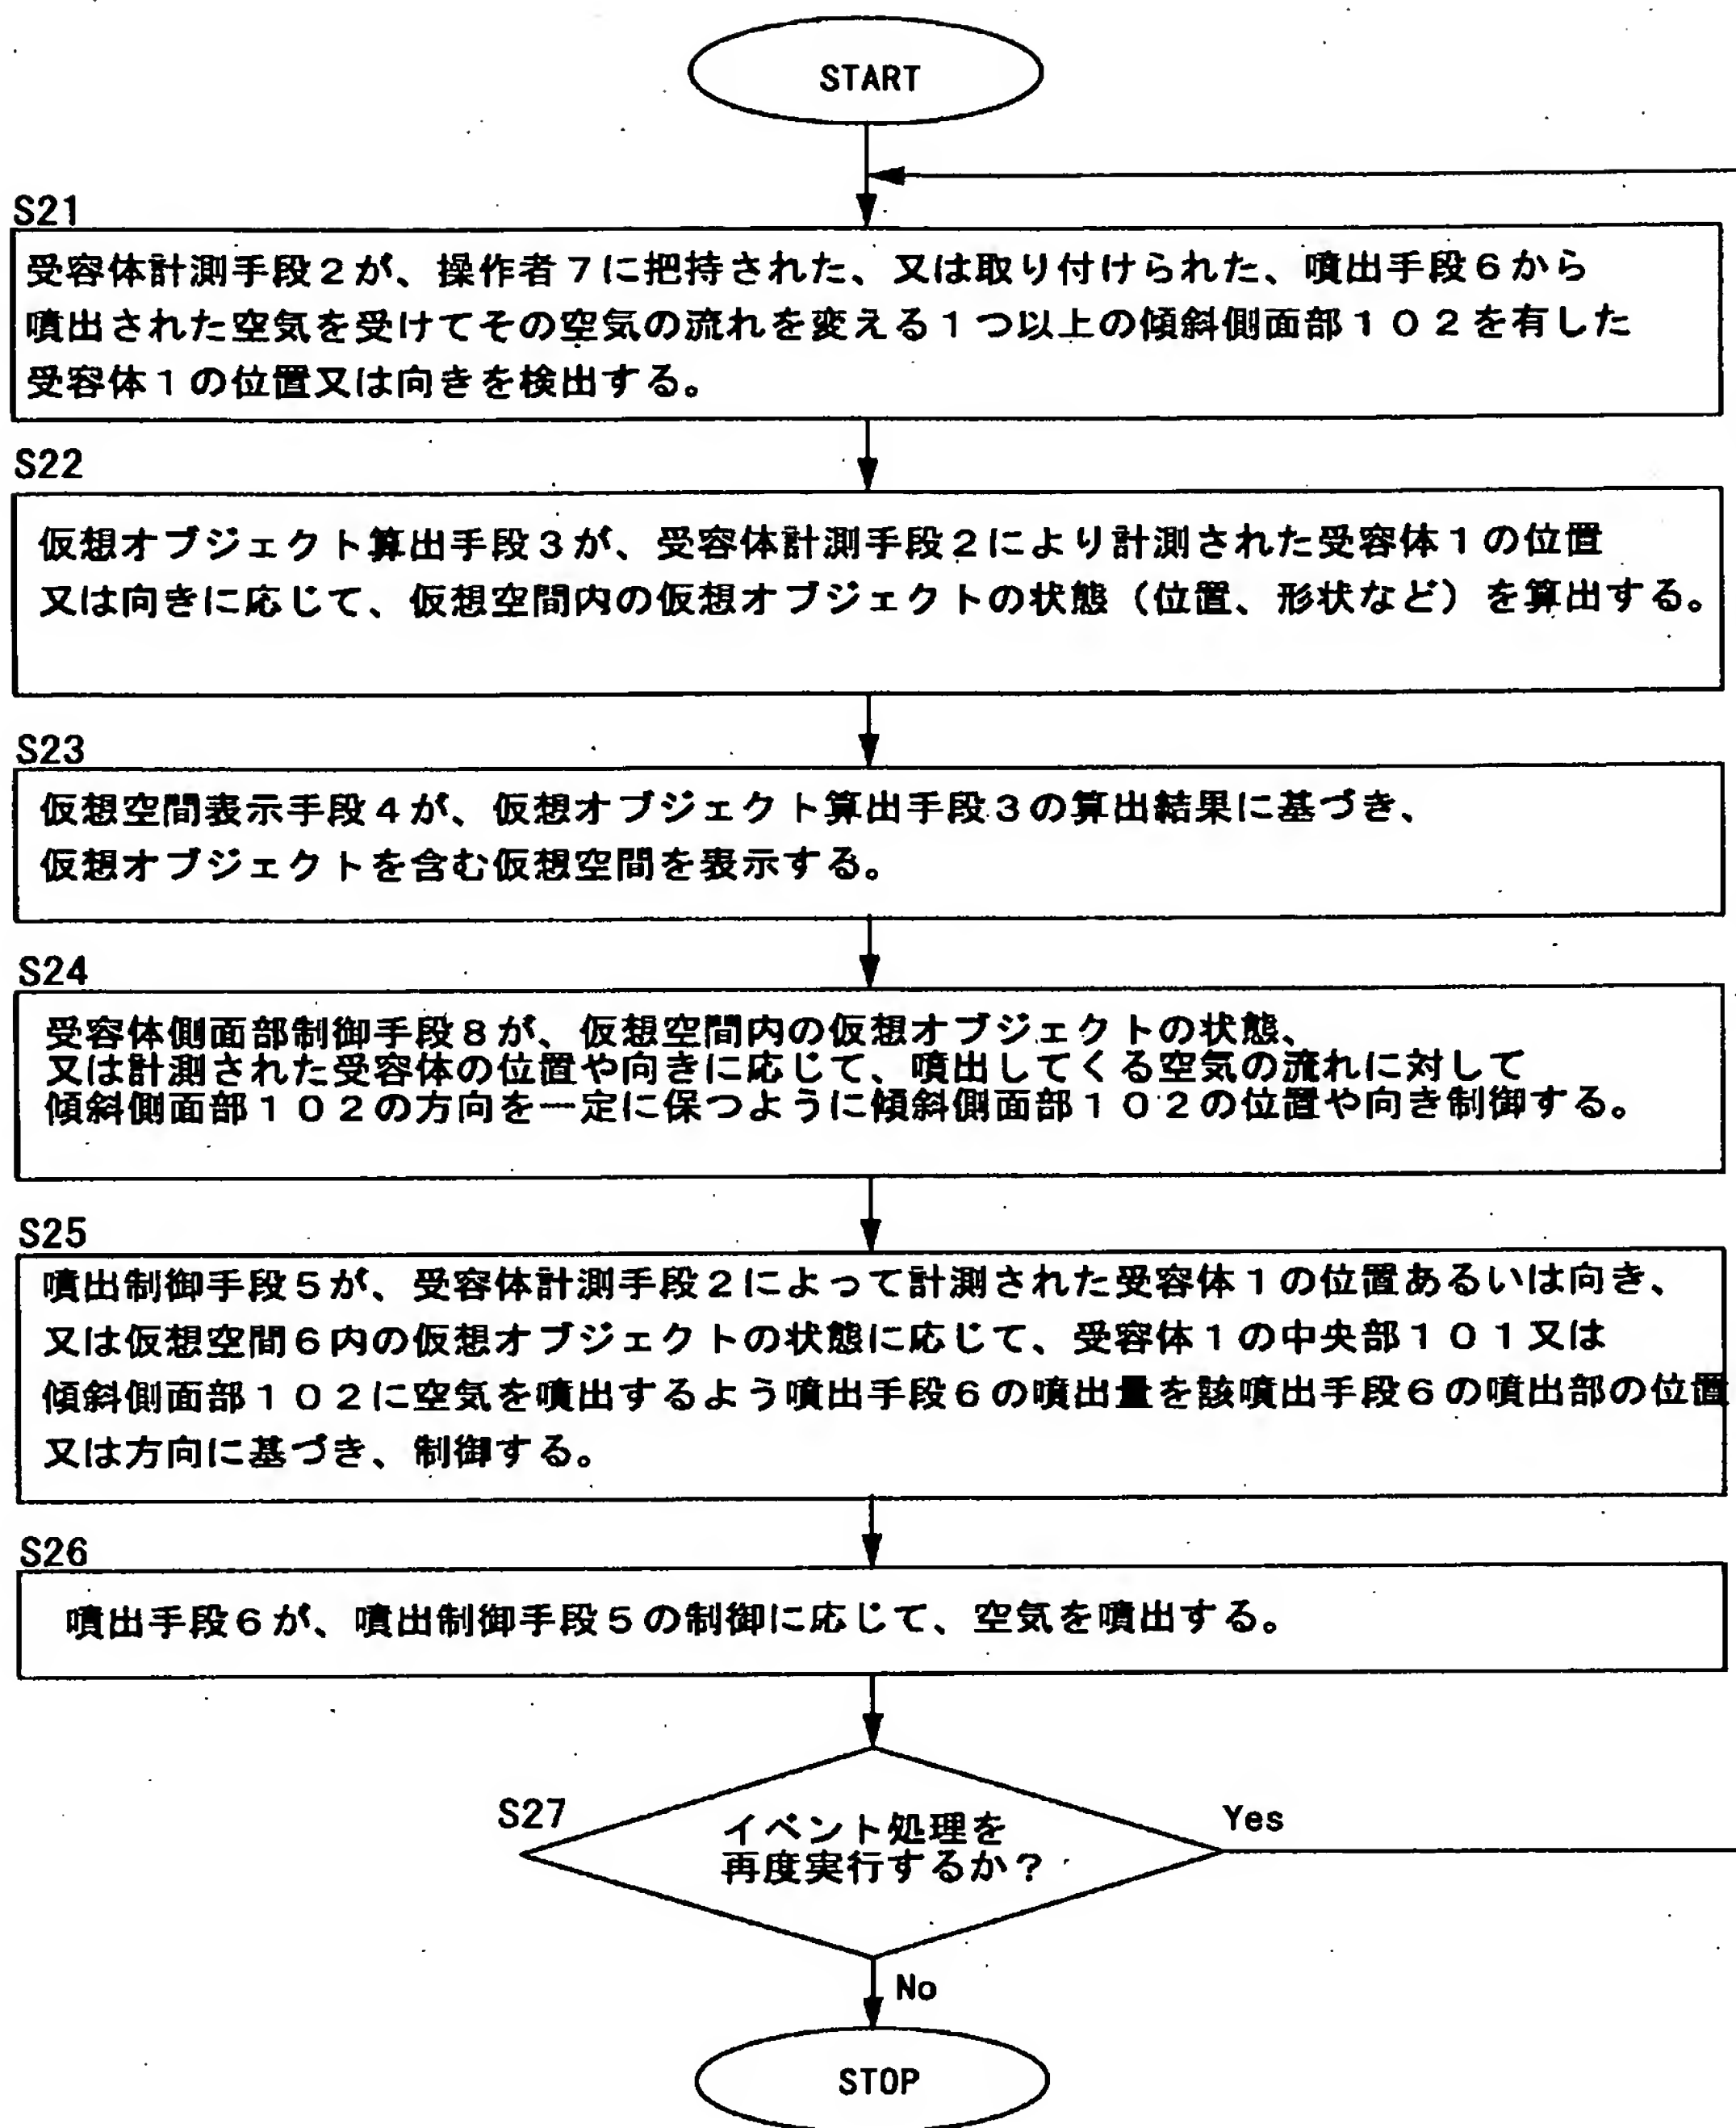 START
S21
受容体計測手段2が、操作者7に把持された、又は取り付けられた、噴出手段6から
噴出された空気を受けてその空気の流れを変える1つ以上の傾斜側面部102を有した
受容体1の位置又は向きを検出する。
S22
仮想オブジェクト算出手段3が、受容体計測手段2により計測された受容体1の位置
又は向きに応じて、仮想空間内の仮想オブジェクトの状態（位置、形状など）を算出する。
S23
仮想空間表示手段4が、仮想オブジェクト算出手段3の算出結果に基づき、
仮想オブジェクトを含む仮想空間を表示する。
S24
受容体側面部制御手段8が、仮想空間内の仮想オブジェクトの状態、
又は計測された受容体の位置や向きに応じて、噴出してくる空気の流れに対して
傾斜側面部102の方向を一定に保つように傾斜側面部102の位置や向き制御する。
S25
噴出制御手段5が、受容体計測手段2によって計測された受容体1の位置あるいは向き、
又は仮想空間6内の仮想オブジェクトの状態に応じて、受容体1の中央部101又は
傾斜側面部102に空気を噴出するよう噴出手段6の噴出量を該噴出手段6の噴出部の位置
又は方向に基づき、制御する。
S26
噴出手段6が、噴出制御手段5の制御に応じて、空気を噴出する。
S27
イベント処理を
再度実行するか？
Yes
No
STOP